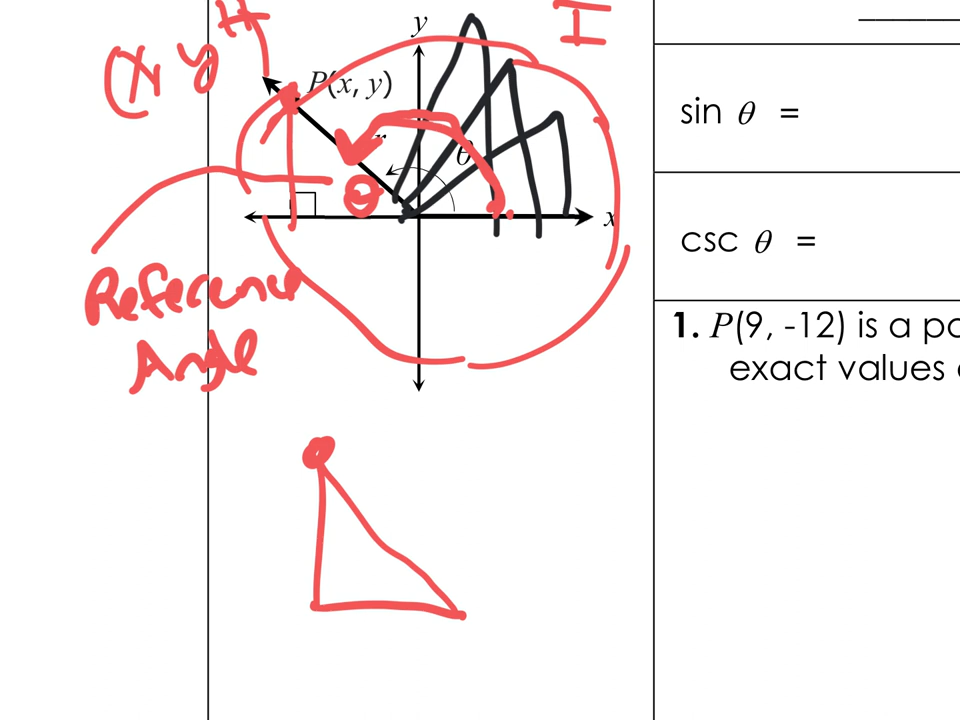 I
y
(x y
P(x, y)
r
θ
θ
x
Reference
Angle
sin θ =
csc θ =
1. P(9, -12) is a po
exact values